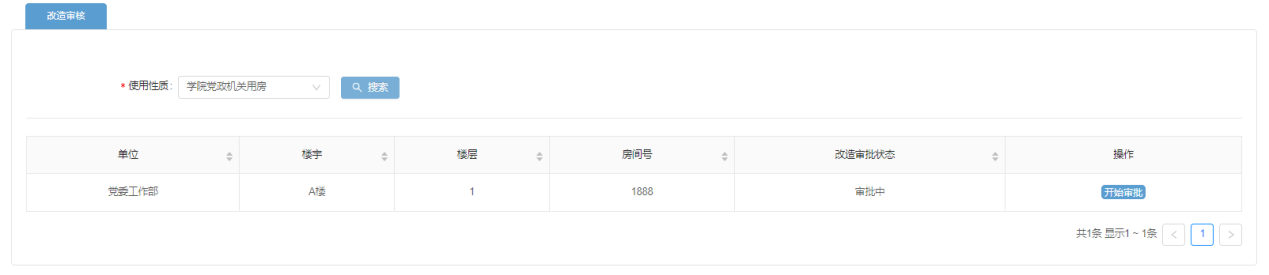 改造审核
* 使用性质: 学院党政机关用房 搜索
单位 楼宇 楼层 房间号 改造审批状态 操作
党委工作部 A楼 1 1888 审批中 开始审批
共1条 显示1 ~ 1条 < 1 >